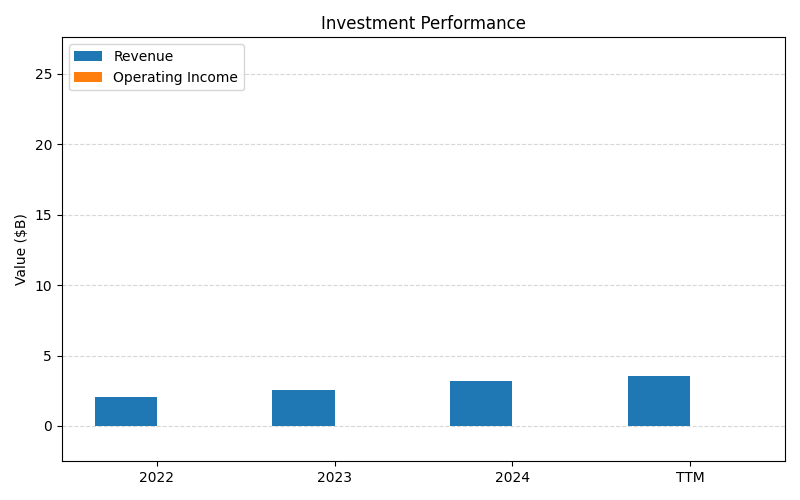 Investment Performance
Revenue
Operating Income
Value ($B)
25
20
15
10
5
0
2022
2023
2024
TTM